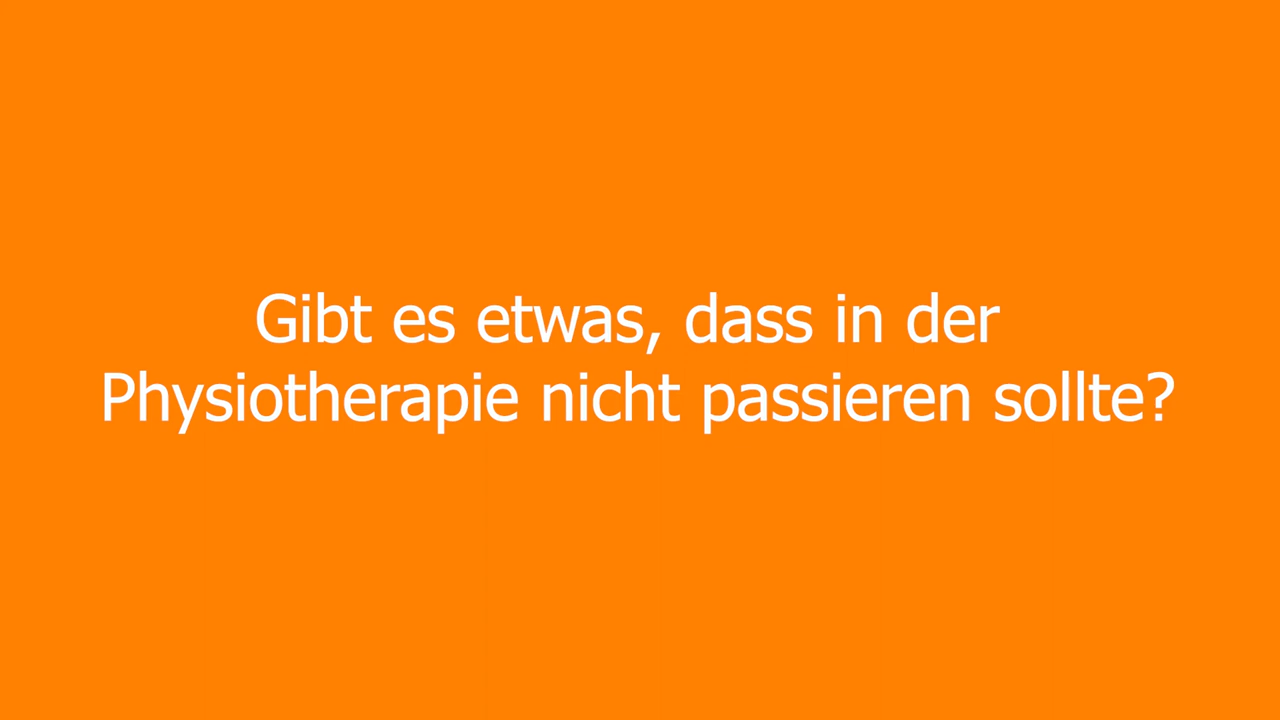 Gibt es etwas, dass in der
Physiotherapie nicht passieren sollte?